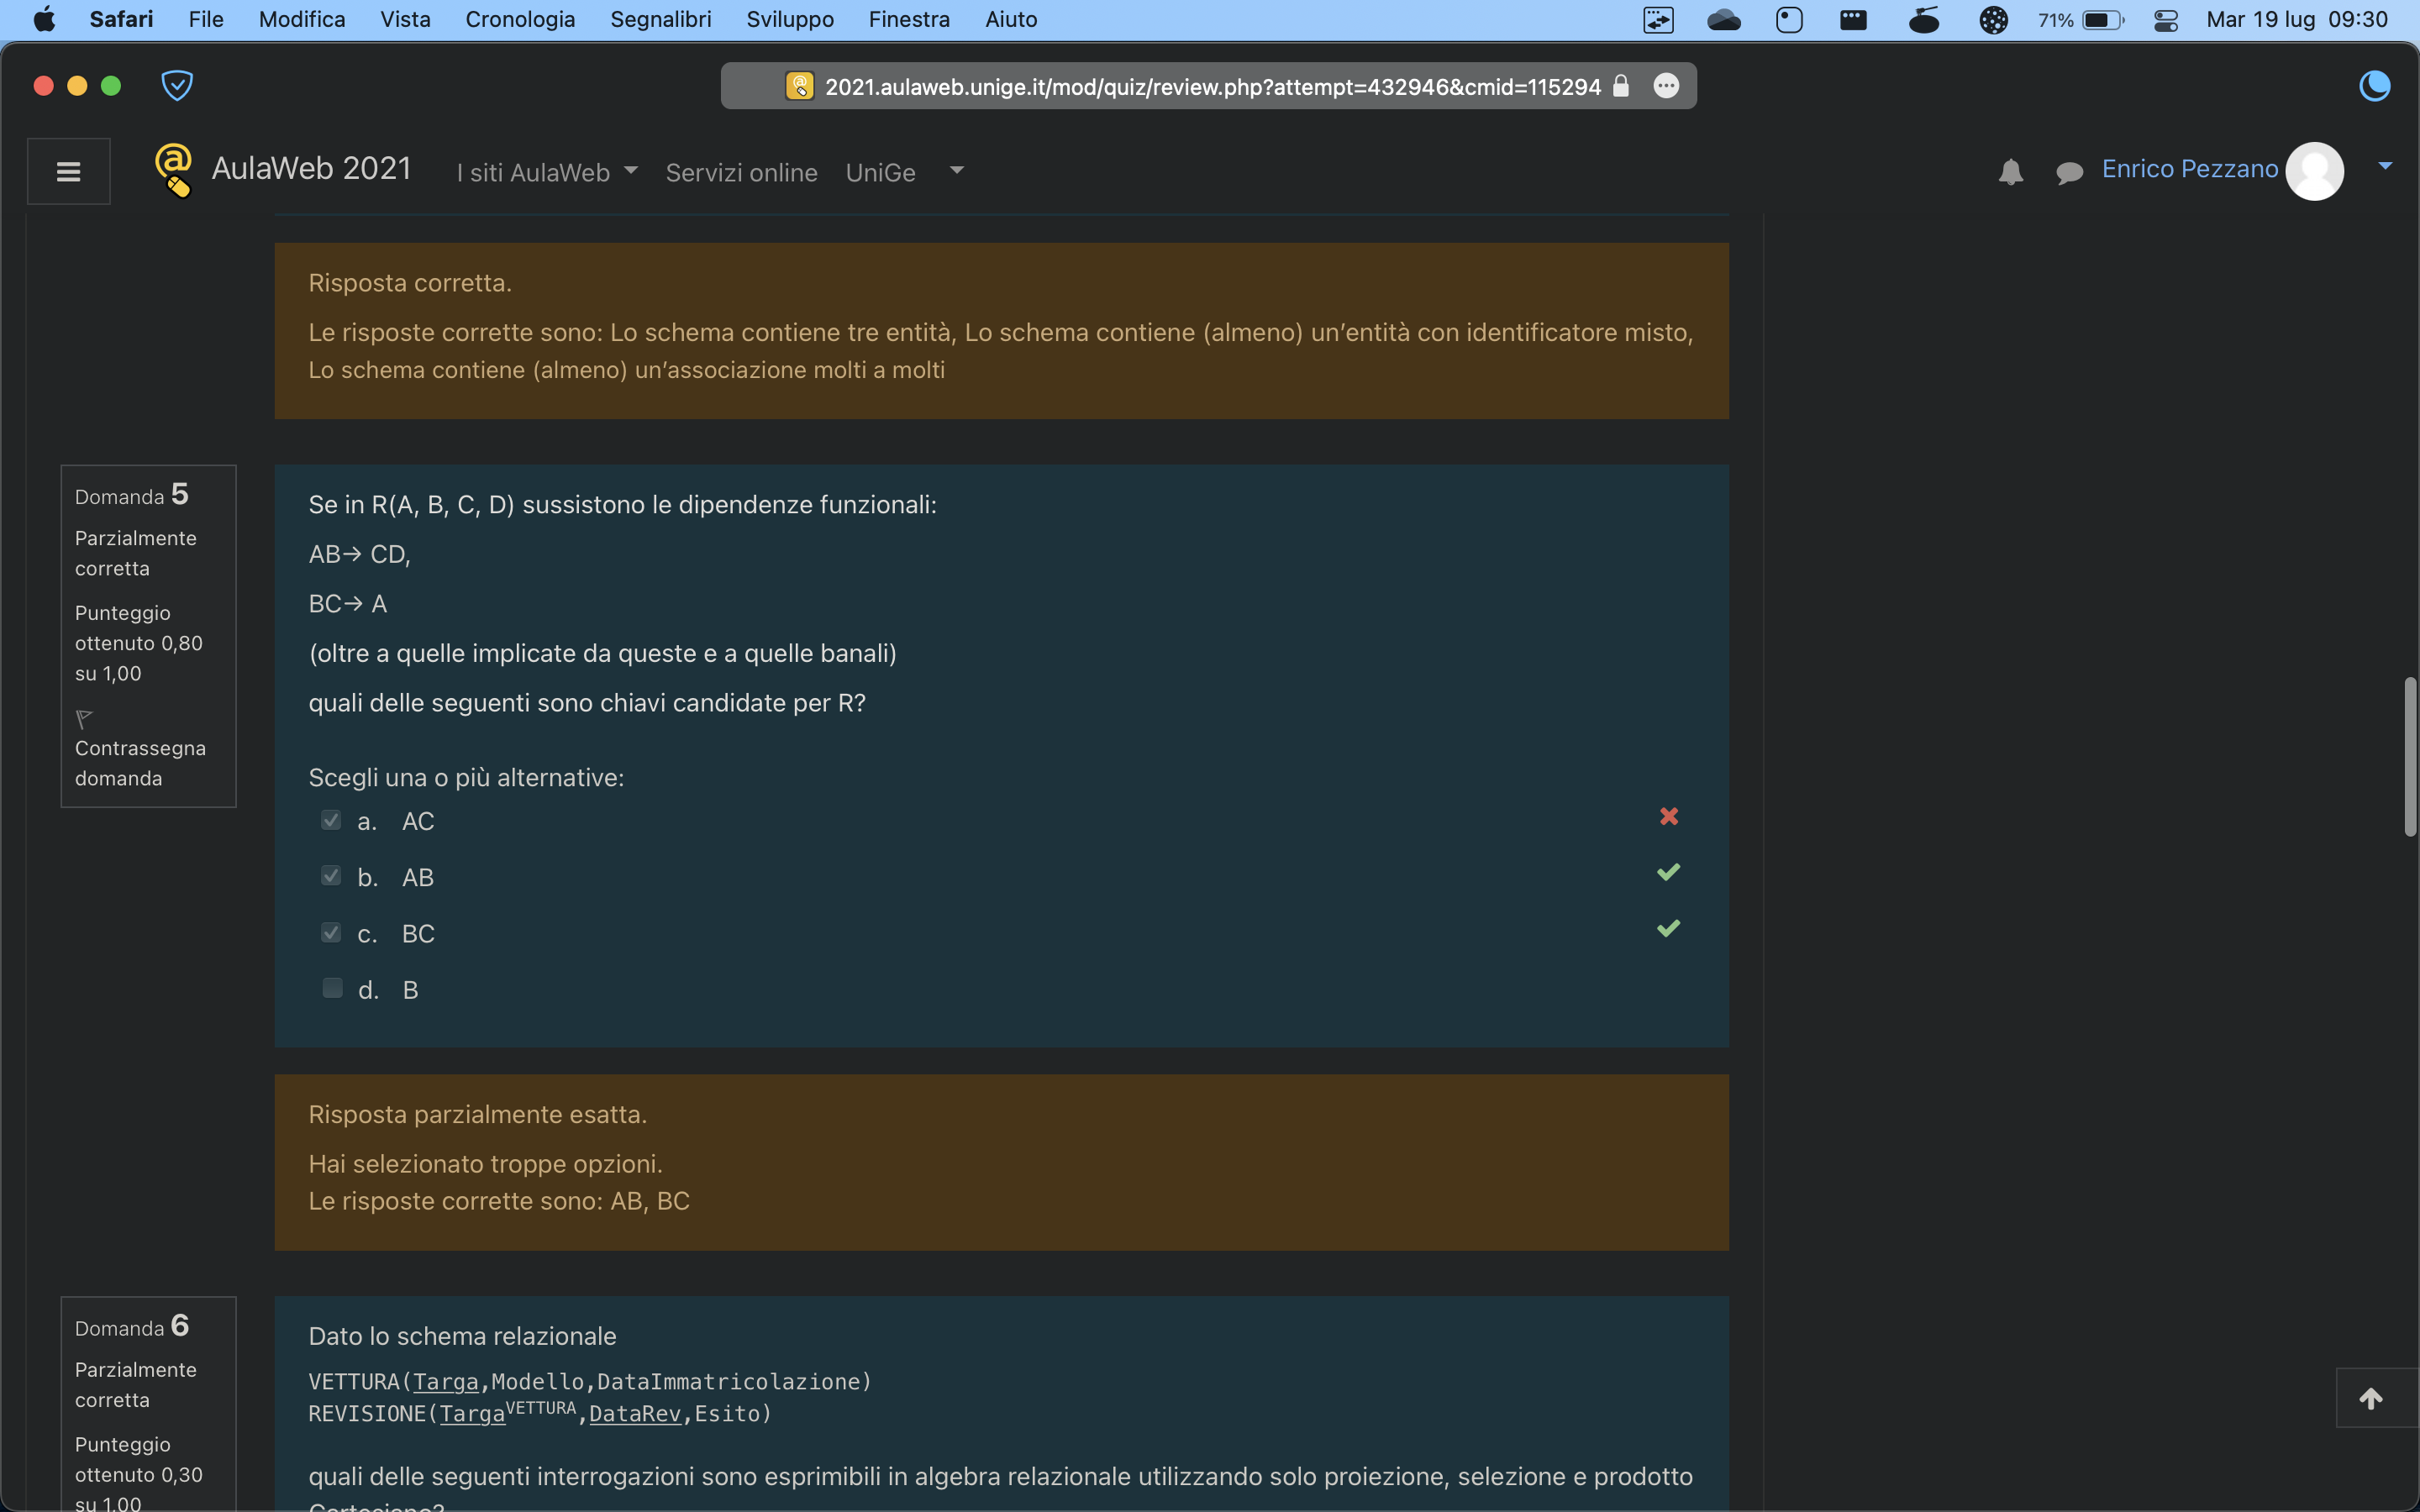 Safari File Modifica Vista Cronologia Segnalibri Sviluppo Finestra Aiuto 71% Mar 19 lug 09:30
2021.aulaweb.unige.it/mod/quiz/review.php?attempt=432946&cmid=115294
AulaWeb 2021 I siti AulaWeb Servizi online UniGe Enrico Pezzano
Risposta corretta.
Le risposte corrette sono: Lo schema contiene tre entità, Lo schema contiene (almeno) un'entità con identificatore misto,
Lo schema contiene (almeno) un'associazione molti a molti
Domanda 5
Parzialmente
corretta
Punteggio
ottenuto 0,80
su 1,00
Contrassegna
domanda
Se in R(A, B, C, D) sussistono le dipendenze funzionali:
AB→ CD,
BC→ A
(oltre a quelle implicate da queste e a quelle banali)
quali delle seguenti sono chiavi candidate per R?
Scegli una o più alternative:
a. AC
b. AB
c. BC
d. B
Risposta parzialmente esatta.
Hai selezionato troppe opzioni.
Le risposte corrette sono: AB, BC
Domanda 6
Parzialmente
corretta
Punteggio
ottenuto 0,30
su 1,00
Dato lo schema relazionale
VETTURA(Targa,Modello,DataImmatricolazione)
REVISIONE(Targa^VETTURA,DataRev,Esito)
quali delle seguenti interrogazioni sono esprimibili in algebra relazionale utilizzando solo proiezione, selezione e prodotto
Cartesiano?